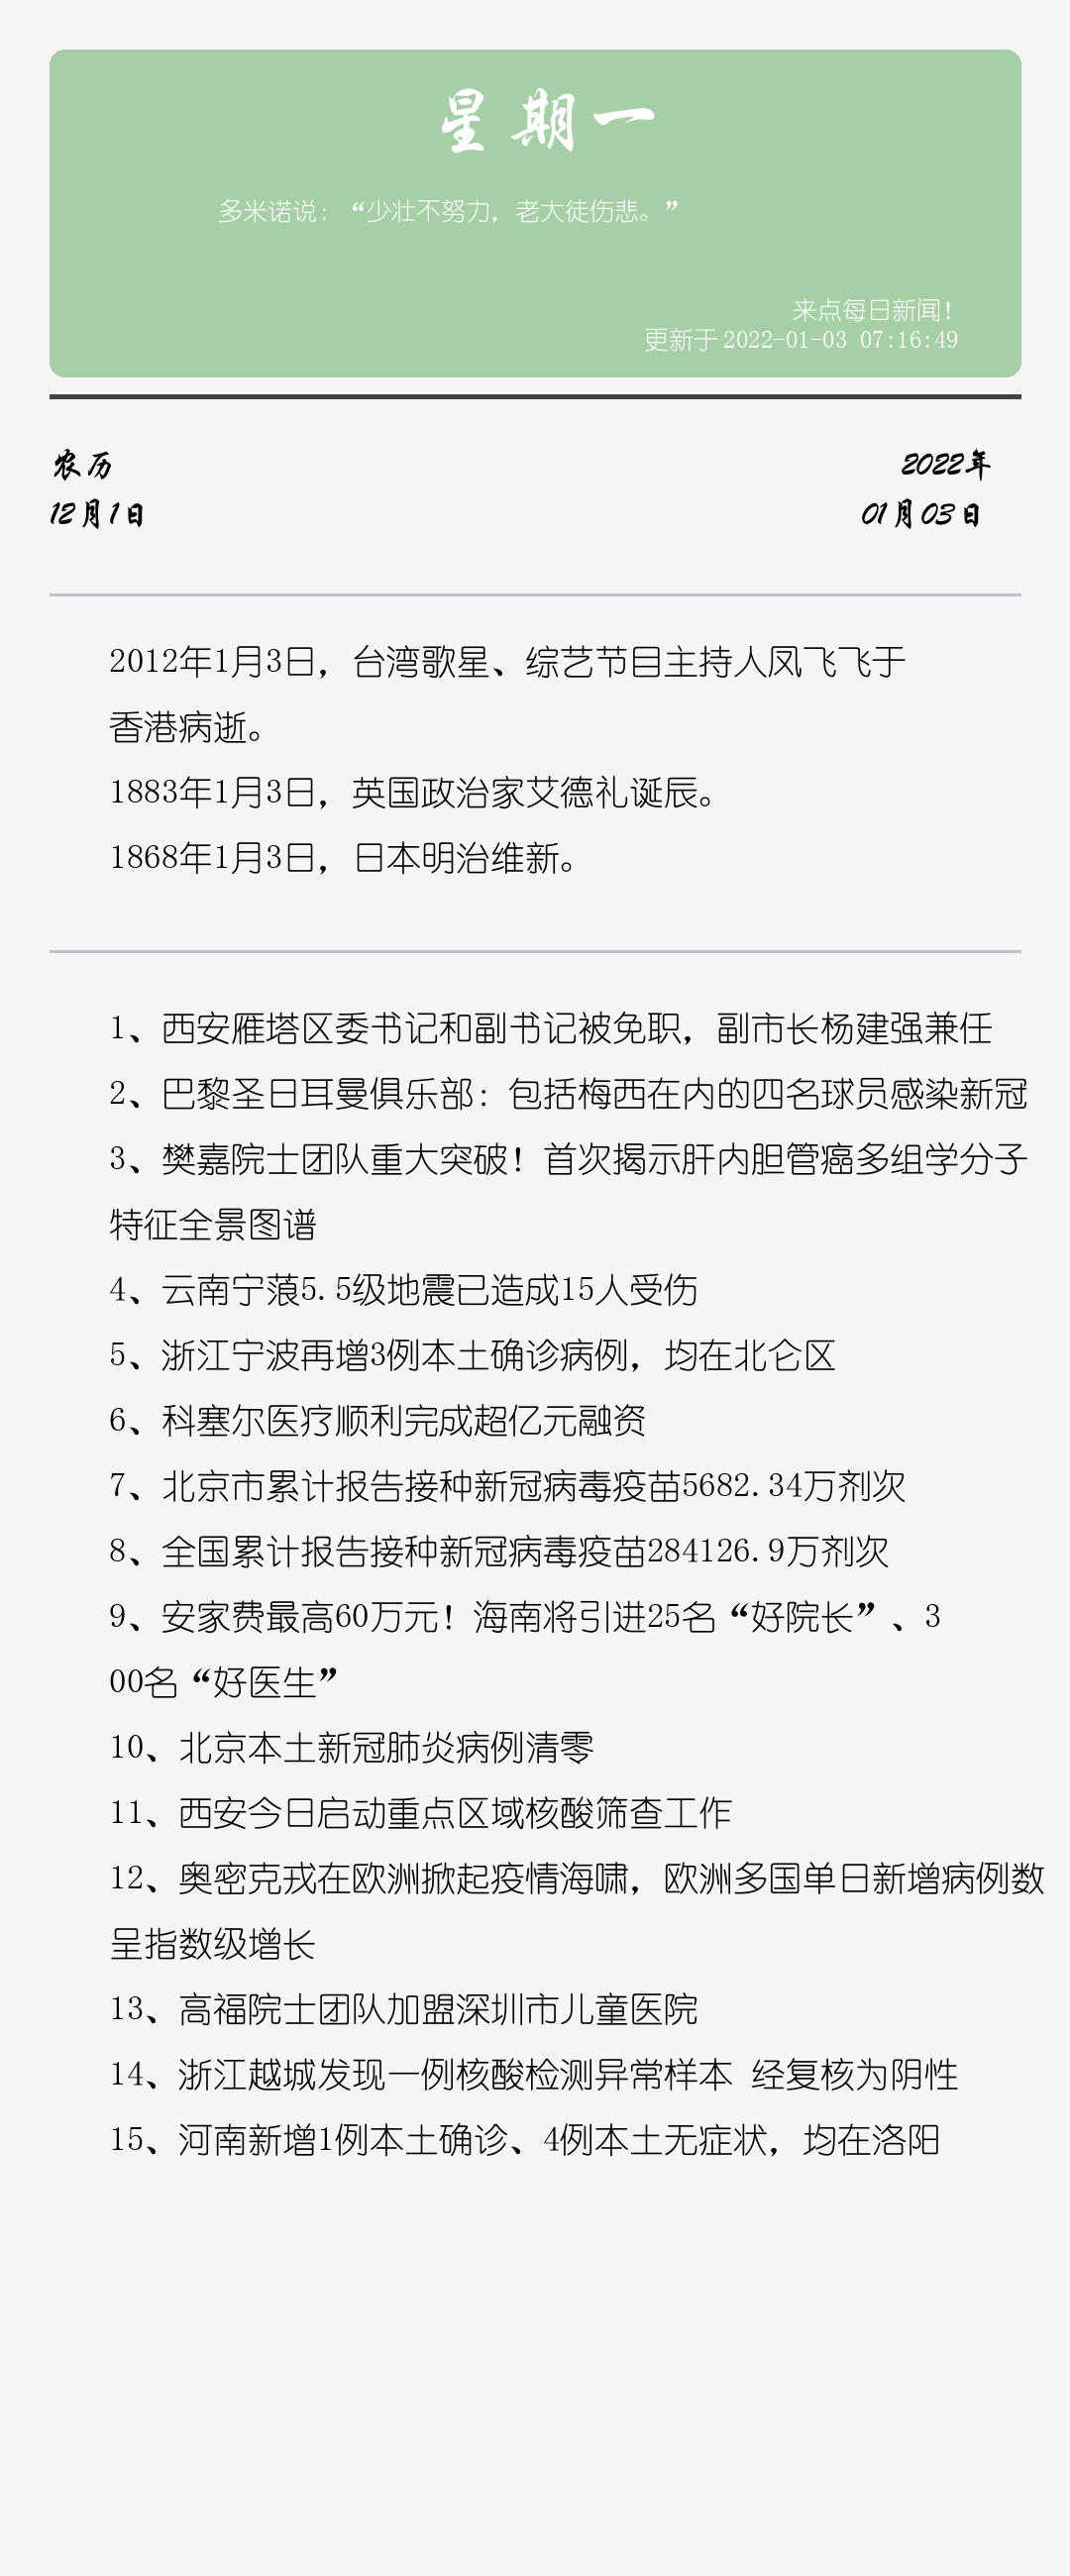 星期一
多米诺说：“少壮不努力，老大徒伤悲。”
来点每日新闻！
更新于 2022-01-03 07:16:49
农历
12月1日
2022年
01月03日
2012年1月3日，台湾歌星、综艺节目主持人凤飞飞于
香港病逝。
1883年1月3日，英国政治家艾德礼诞辰。
1868年1月3日，日本明治维新。
1、西安雁塔区委书记和副书记被免职，副市长杨建强兼任
2、巴黎圣日耳曼俱乐部：包括梅西在内的四名球员感染新冠
3、樊嘉院士团队重大突破！首次揭示肝内胆管癌多组学分子
特征全景图谱
4、云南宁蒗5.5级地震已造成15人受伤
5、浙江宁波再增3例本土确诊病例，均在北仑区
6、科塞尔医疗顺利完成超亿元融资
7、北京市累计报告接种新冠病毒疫苗5682.34万剂次
8、全国累计报告接种新冠病毒疫苗284126.9万剂次
9、安家费最高60万元！海南将引进25名“好院长”、3
00名“好医生”
10、北京本土新冠肺炎病例清零
11、西安今日启动重点区域核酸筛查工作
12、奥密克戎在欧洲掀起疫情海啸，欧洲多国单日新增病例数
呈指数级增长
13、高福院士团队加盟深圳市儿童医院
14、浙江越城发现一例核酸检测异常样本 经复核为阴性
15、河南新增1例本土确诊、4例本土无症状，均在洛阳